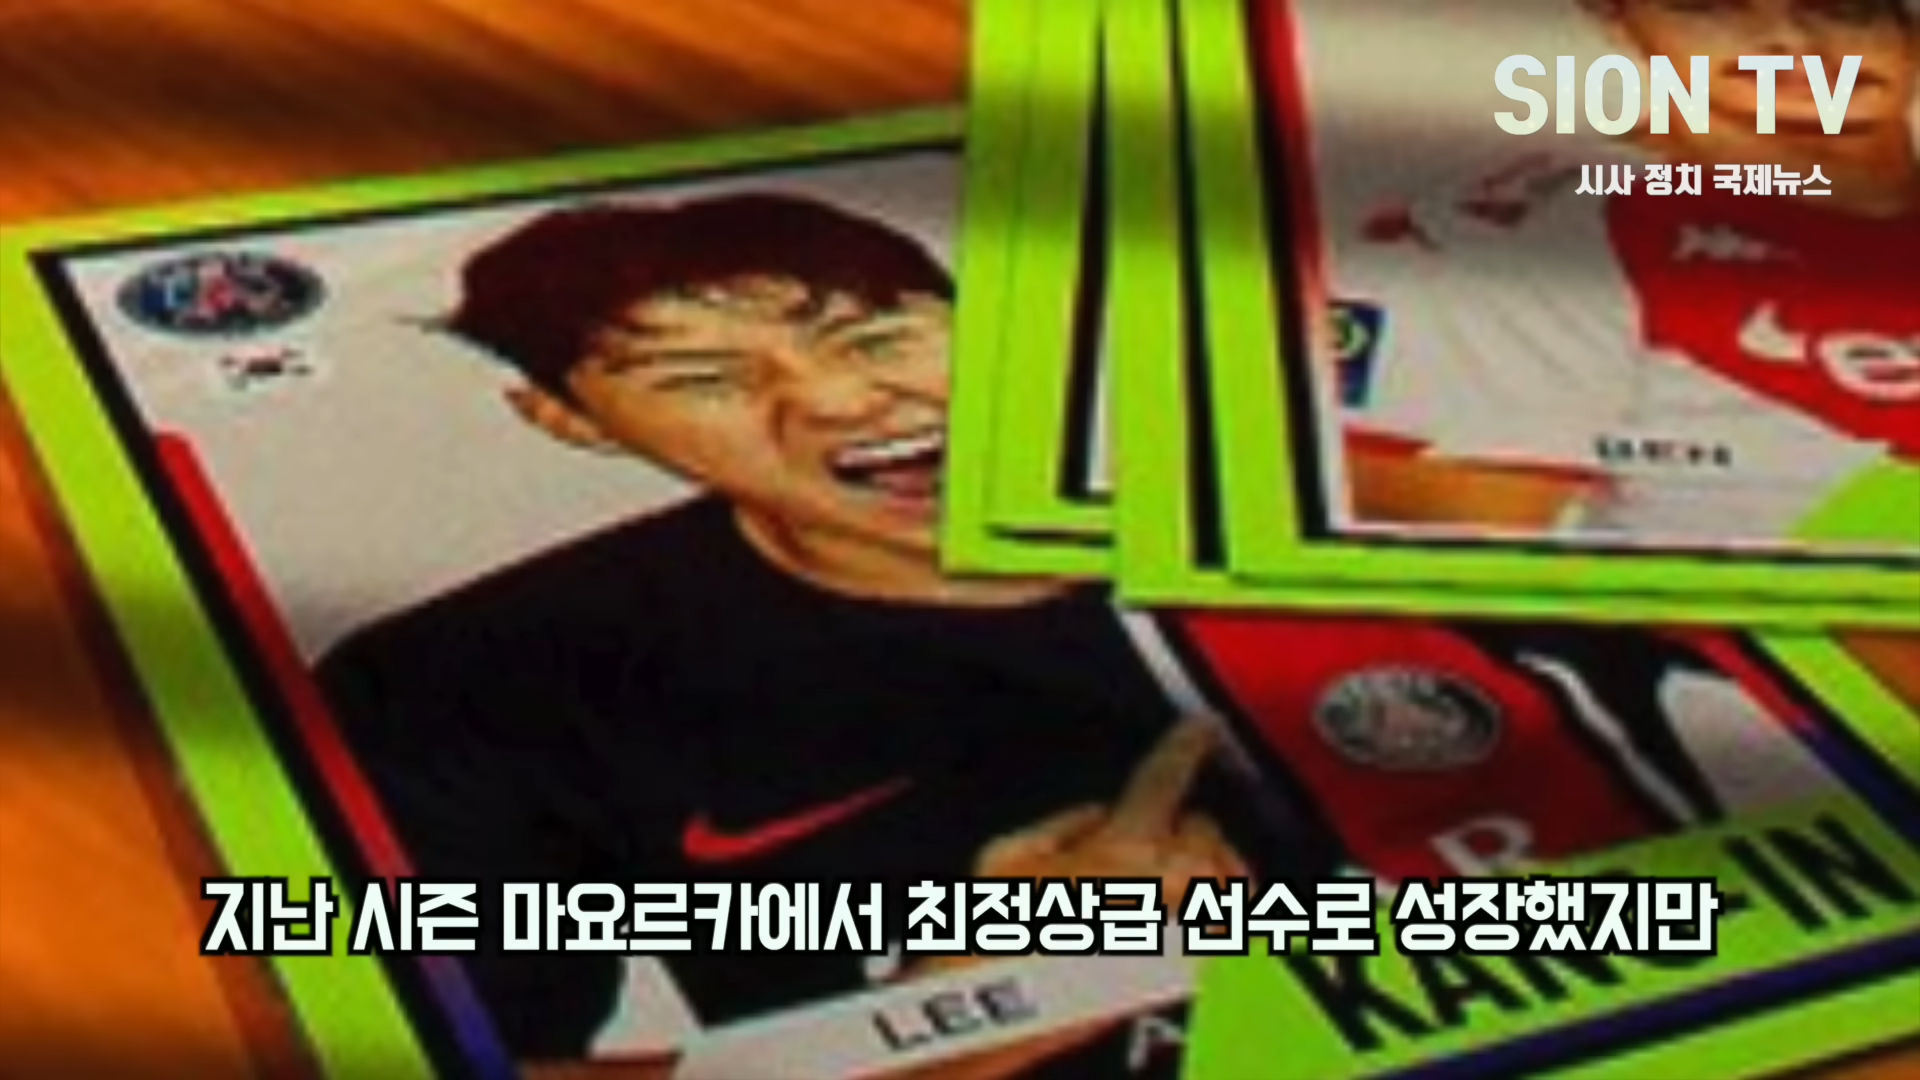 SION TV
시사 정치 국제뉴스
지난 시즌 마요르카에서 최정상급 선수로 성장했지만
LEE
KANG-IN